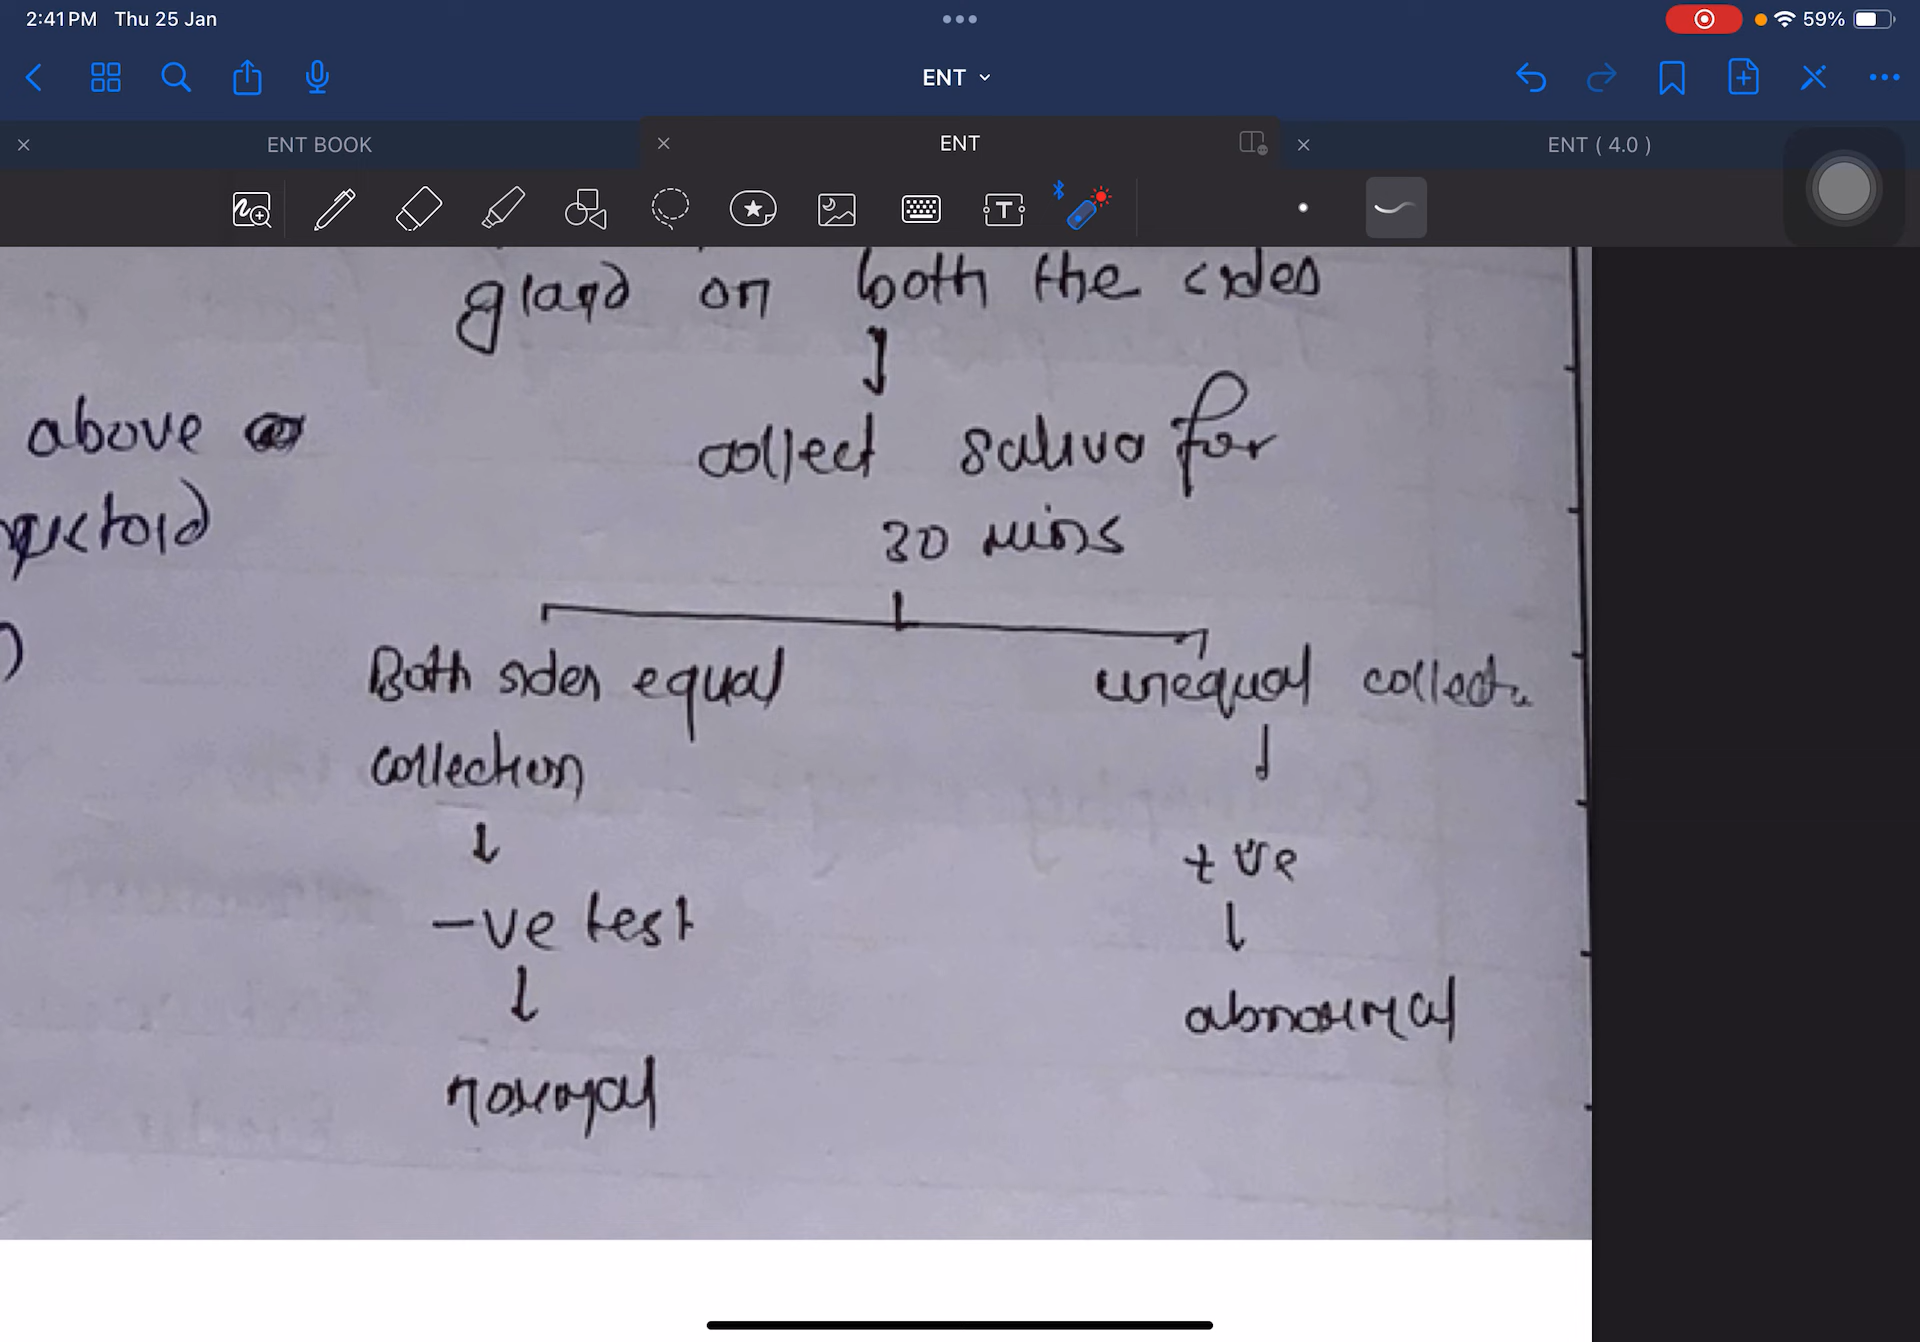 2:41 PM Thu 25 Jan
59%
ENT
ENT BOOK
ENT
ENT ( 4.0 )
gland on both the sides
above
collect saliva for
30 mins
Both sides equal
unequal collectn
collection
+ve
-ve test
abnormal
normal